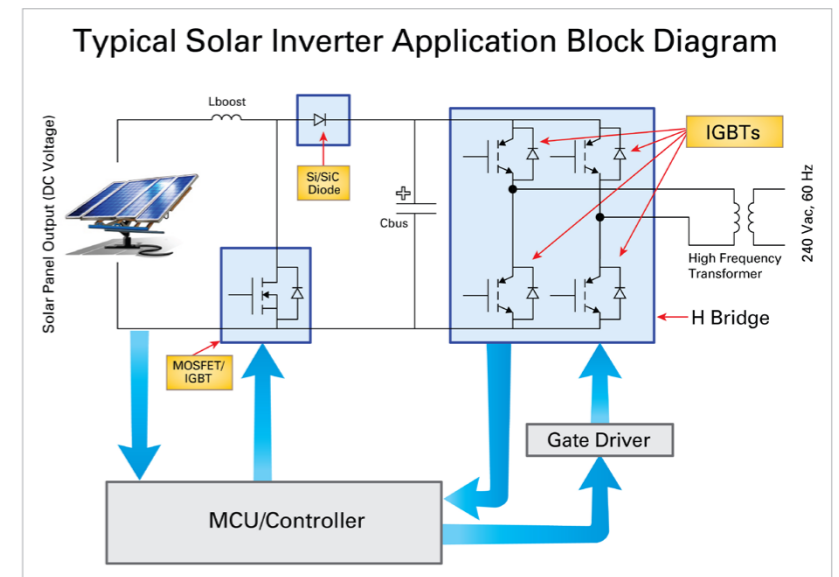 Typical Solar Inverter Application Block Diagram
Solar Panel Output (DC Voltage)
Lboost
Si/SiC
Diode
Cbus
IGBTs
240 Vac, 60 Hz
High Frequency
Transformer
H Bridge
MOSFET/
IGBT
Gate Driver
MCU/Controller